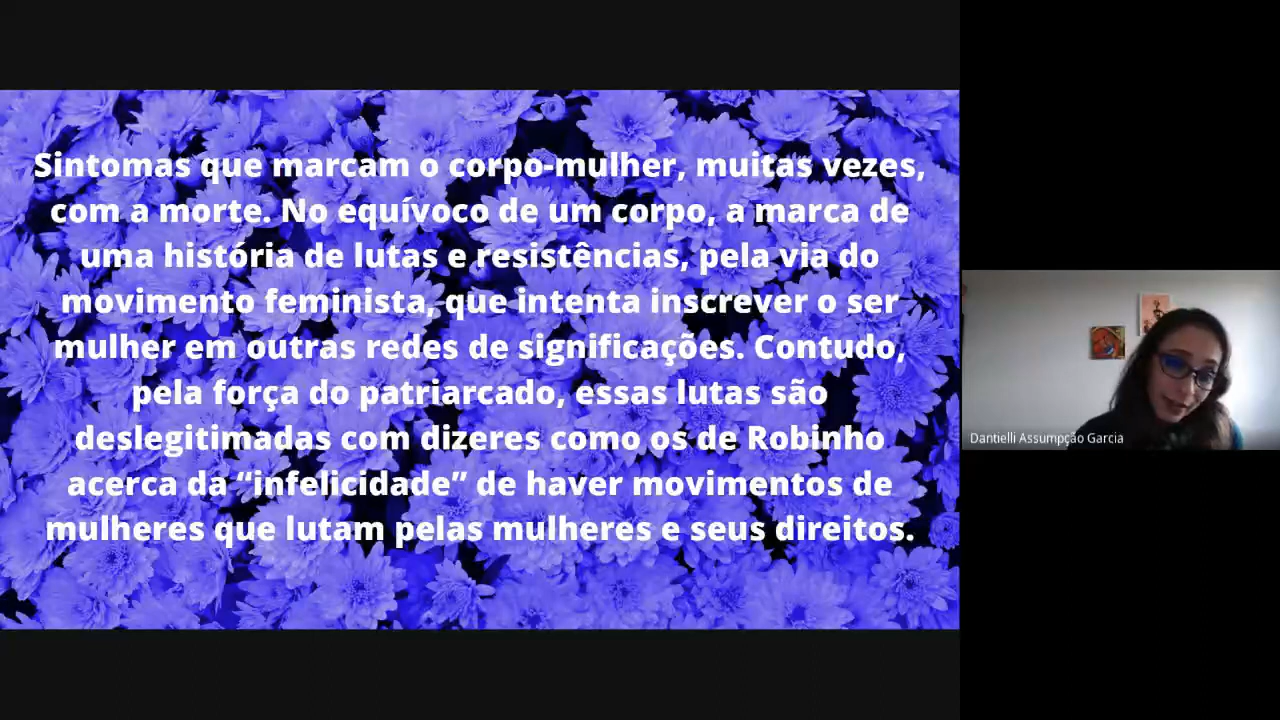 Sintomas que marcam o corpo-mulher, muitas vezes,
com a morte. No equívoco de um corpo, a marca de
uma história de lutas e resistências, pela via do
movimento feminista, que intenta inscrever o ser
mulher em outras redes de significações. Contudo,
pela força do patriarcado, essas lutas são
deslegitimadas com dizeres como os de Robinho
acerca da “infelicidade” de haver movimentos de
mulheres que lutam pelas mulheres e seus direitos.
Dantielli Assumpção Garcia